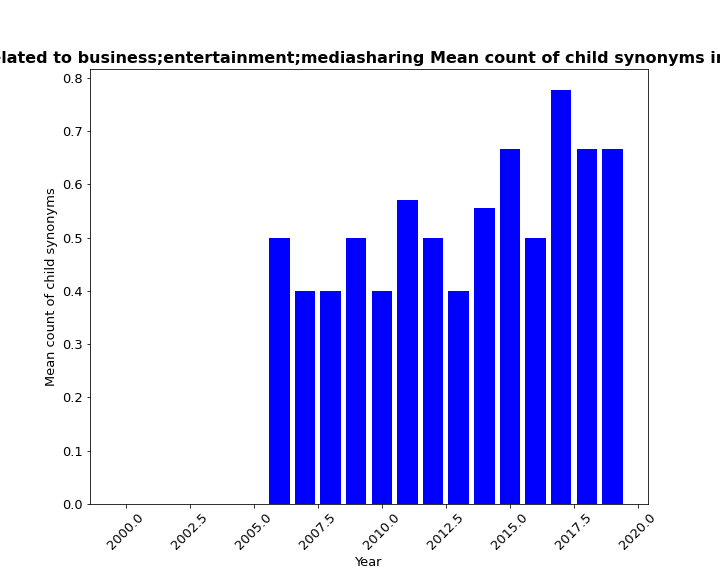 elated to business;entertainment;mediasharing Mean count of child synonyms in
0.8
0.7
0.6
0.5
0.4
0.3
0.2
0.1
0.0
Mean count of child synonyms
2000.0 2002.5 2005.0 2007.5 2010.0 2012.5 2015.0 2017.5 2020.0
Year